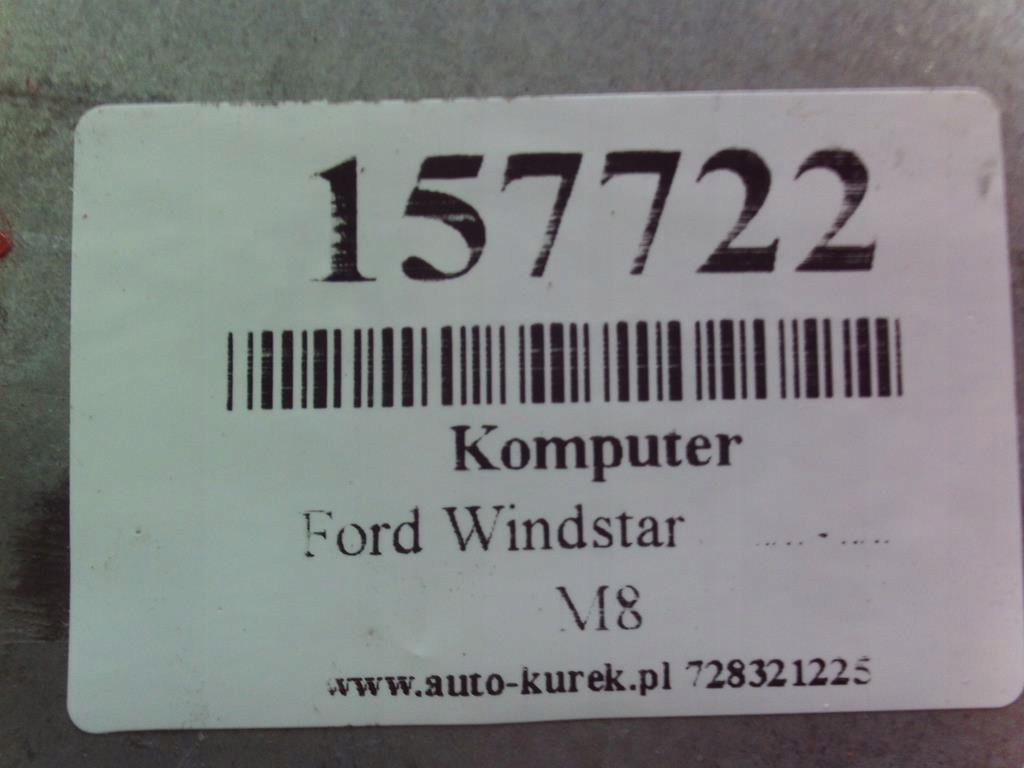 157722
Komputer
Ford Windstar
M8
www.auto-kurek.pl 728321225